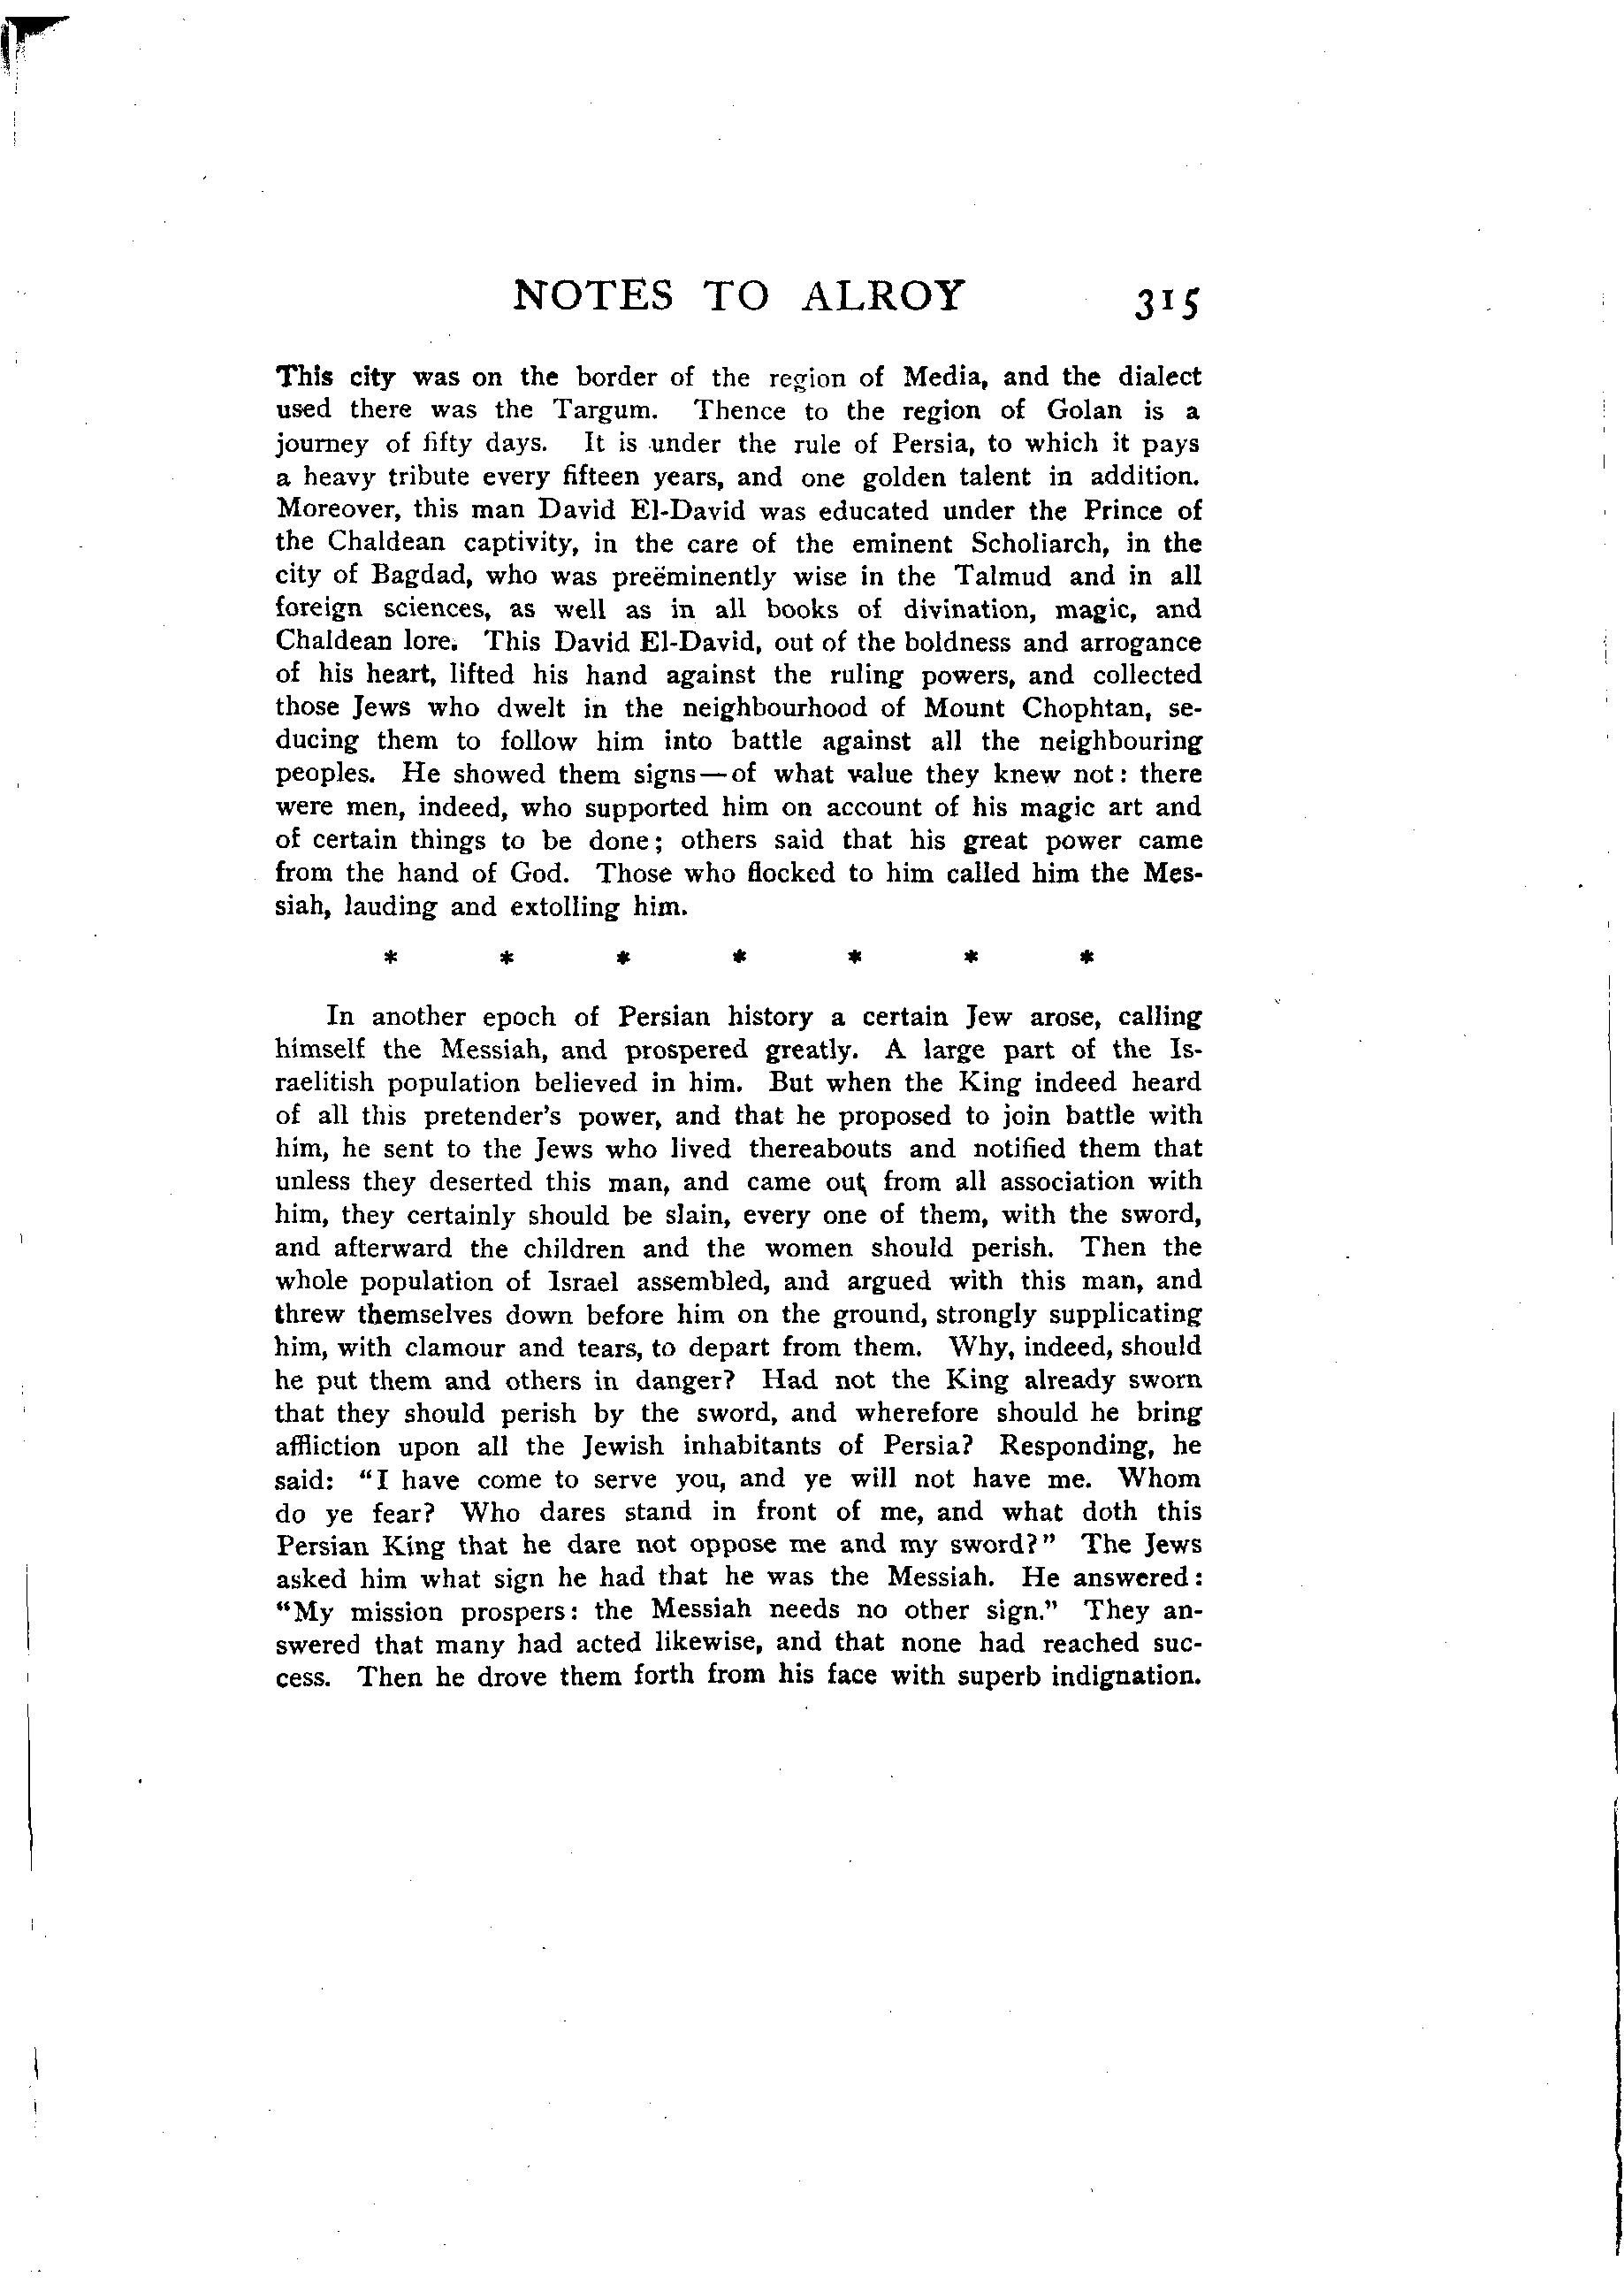 NOTES TO ALROY 315
This city was on the border of the region of Media, and the dialect
used there was the Targum. Thence to the region of Golan is a
journey of fifty days. It is under the rule of Persia, to which it pays
a heavy tribute every fifteen years, and one golden talent in addition.
Moreover, this man David El-David was educated under the Prince of
the Chaldean captivity, in the care of the eminent Scholiarch, in the
city of Bagdad, who was preëminently wise in the Talmud and in all
foreign sciences, as well as in all books of divination, magic, and
Chaldean lore. This David El-David, out of the boldness and arrogance
of his heart, lifted his hand against the ruling powers, and collected
those Jews who dwelt in the neighbourhood of Mount Chophtan, se-
ducing them to follow him into battle against all the neighbouring
peoples. He showed them signs—of what value they knew not: there
were men, indeed, who supported him on account of his magic art and
of certain things to be done; others said that his great power came
from the hand of God. Those who flocked to him called him the Mes-
siah, lauding and extolling him.
* * * * * * *
In another epoch of Persian history a certain Jew arose, calling
himself the Messiah, and prospered greatly. A large part of the Is-
raelitish population believed in him. But when the King indeed heard
of all this pretender's power, and that he proposed to join battle with
him, he sent to the Jews who lived thereabouts and notified them that
unless they deserted this man, and came out from all association with
him, they certainly should be slain, every one of them, with the sword,
and afterward the children and the women should perish. Then the
whole population of Israel assembled, and argued with this man, and
threw themselves down before him on the ground, strongly supplicating
him, with clamour and tears, to depart from them. Why, indeed, should
he put them and others in danger? Had not the King already sworn
that they should perish by the sword, and wherefore should he bring
affliction upon all the Jewish inhabitants of Persia? Responding, he
said: "I have come to serve you, and ye will not have me. Whom
do ye fear? Who dares stand in front of me, and what doth this
Persian King that he dare not oppose me and my sword?" The Jews
asked him what sign he had that he was the Messiah. He answered:
"My mission prospers: the Messiah needs no other sign." They an-
swered that many had acted likewise, and that none had reached suc-
cess. Then he drove them forth from his face with superb indignation.